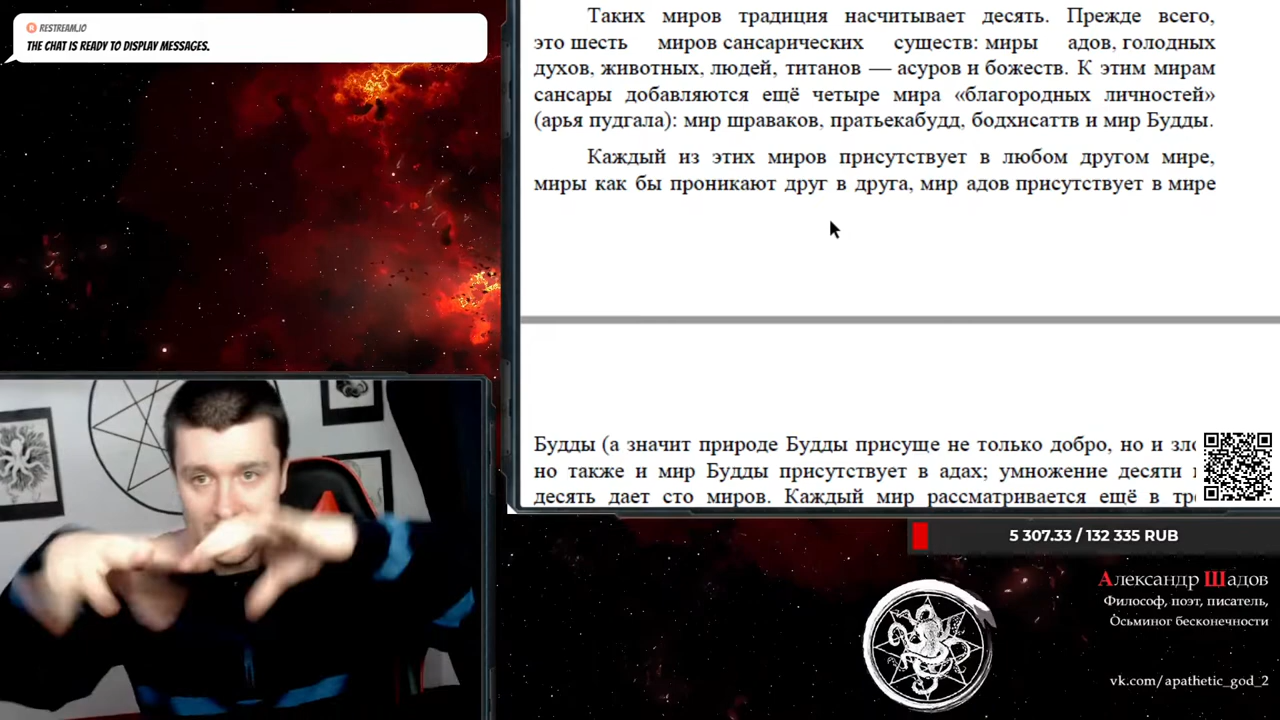 RESTREAM.IO
THE CHAT IS READY TO DISPLAY MESSAGES.
Таких миров традиция насчитывает десять. Прежде всего,
это шесть миров сансарических существ: миры адов, голодных
духов, животных, людей, титанов — асуров и божеств. К этим мирам
сансары добавляются ещё четыре мира «благородных личностей»
(арья пудгала): мир шраваков, пратьекабудд, бодхисаттв и мир Будды.
Каждый из этих миров присутствует в любом другом мире,
миры как бы проникают друг в друга, мир адов присутствует в мире
Будды (а значит природе Будды присуще не только добро, но и зло
но также и мир Будды присутствует в адах; умножение десяти
десять дает сто миров. Каждый мир рассматривается ещё в
5 307.33 / 132 335 RUB
Александр Шадов
Философ, поэт, писатель,
Осьминог бесконечности
vk.com/apathetic_god_2